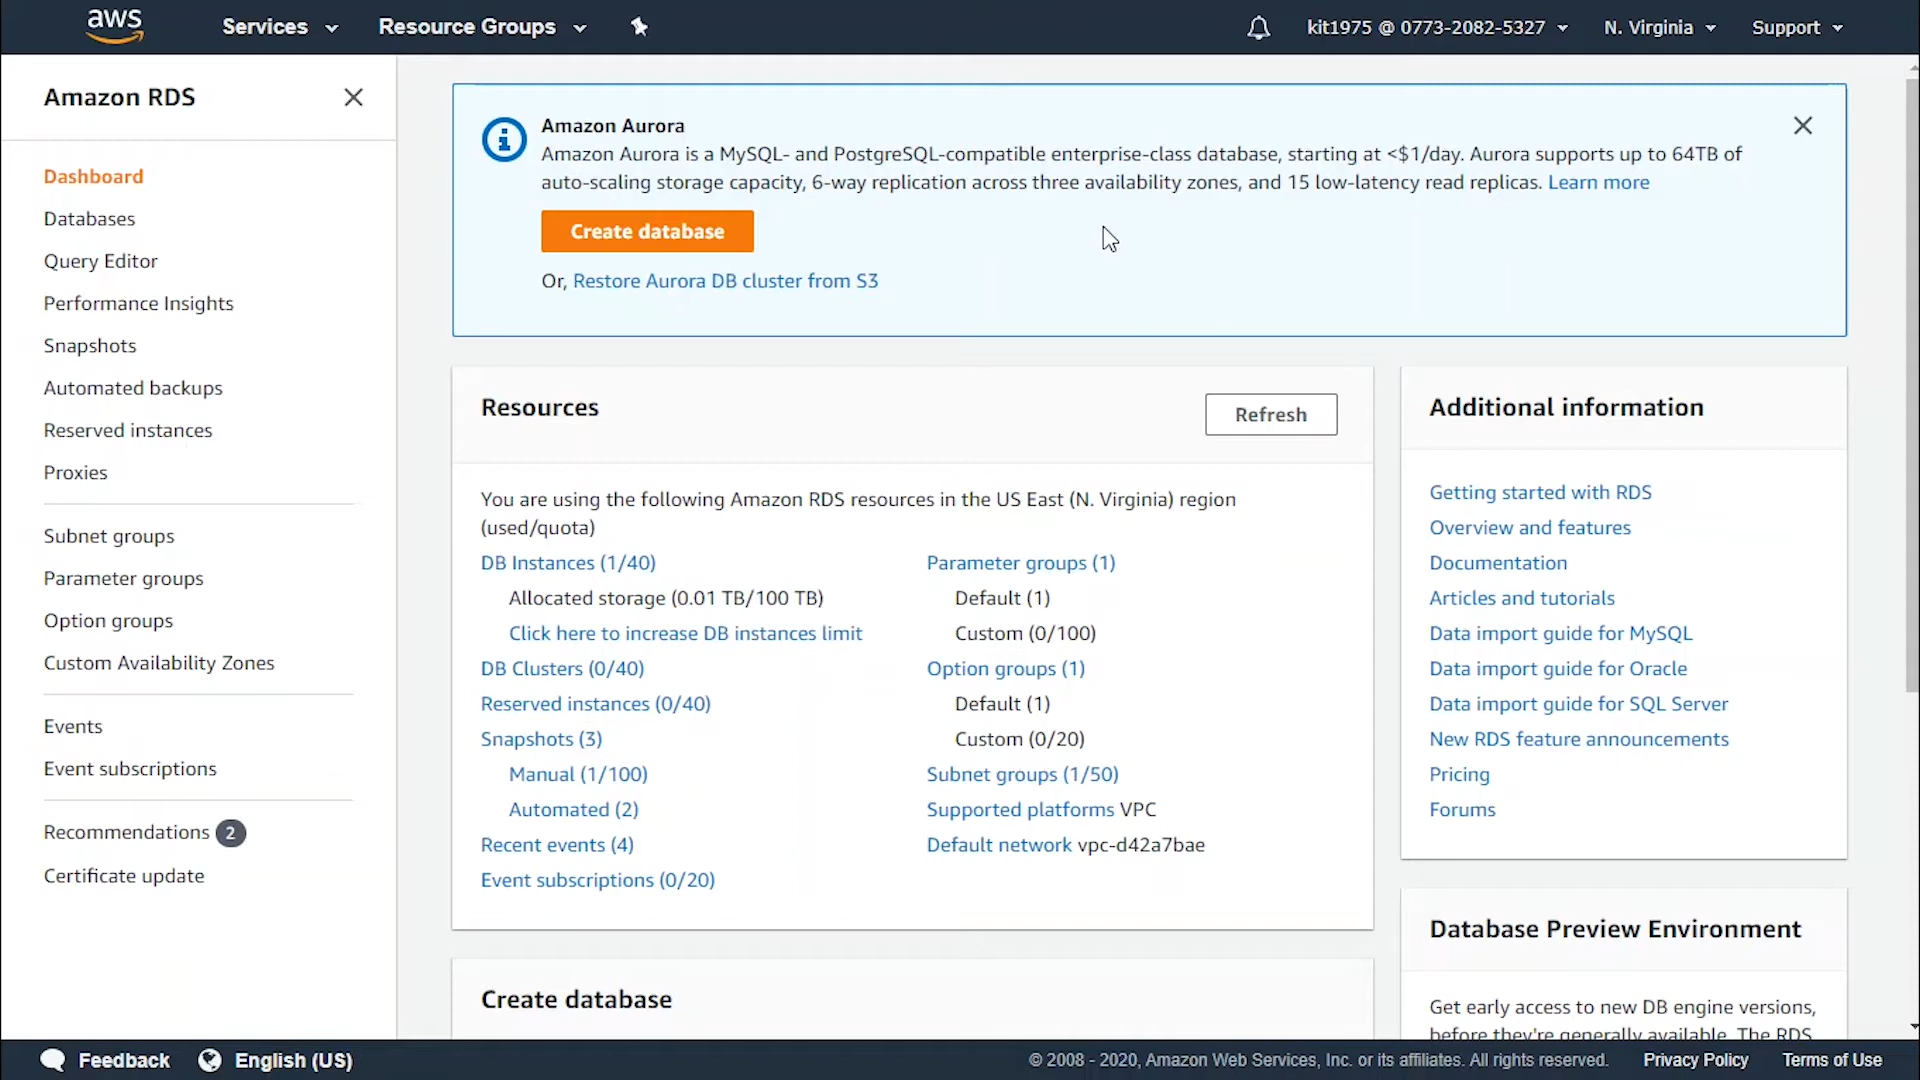 aws
Services
Resource Groups
kit1975 @ 0773-2082-5327
N. Virginia
Support
Amazon RDS
Dashboard
Databases
Query Editor
Performance Insights
Snapshots
Automated backups
Reserved instances
Proxies
Subnet groups
Parameter groups
Option groups
Custom Availability Zones
Events
Event subscriptions
Recommendations 2
Certificate update
Amazon Aurora
Amazon Aurora is a MySQL- and PostgreSQL-compatible enterprise-class database, starting at <$1/day. Aurora supports up to 64TB of
auto-scaling storage capacity, 6-way replication across three availability zones, and 15 low-latency read replicas. Learn more
Create database
Or, Restore Aurora DB cluster from S3
Resources
Refresh
You are using the following Amazon RDS resources in the US East (N. Virginia) region
(used/quota)
DB Instances (1/40)
Allocated storage (0.01 TB/100 TB)
Click here to increase DB instances limit
DB Clusters (0/40)
Reserved instances (0/40)
Snapshots (3)
Manual (1/100)
Automated (2)
Recent events (4)
Event subscriptions (0/20)
Parameter groups (1)
Default (1)
Custom (0/100)
Option groups (1)
Default (1)
Custom (0/20)
Subnet groups (1/50)
Supported platforms VPC
Default network vpc-d42a7bae
Create database
Additional information
Getting started with RDS
Overview and features
Documentation
Articles and tutorials
Data import guide for MySQL
Data import guide for Oracle
Data import guide for SQL Server
New RDS feature announcements
Pricing
Forums
Database Preview Environment
Get early access to new DB engine versions,
before they're generally available. The RDS
Feedback
English (US)
© 2008 - 2020, Amazon Web Services, Inc. or its affiliates. All rights reserved.
Privacy Policy
Terms of Use